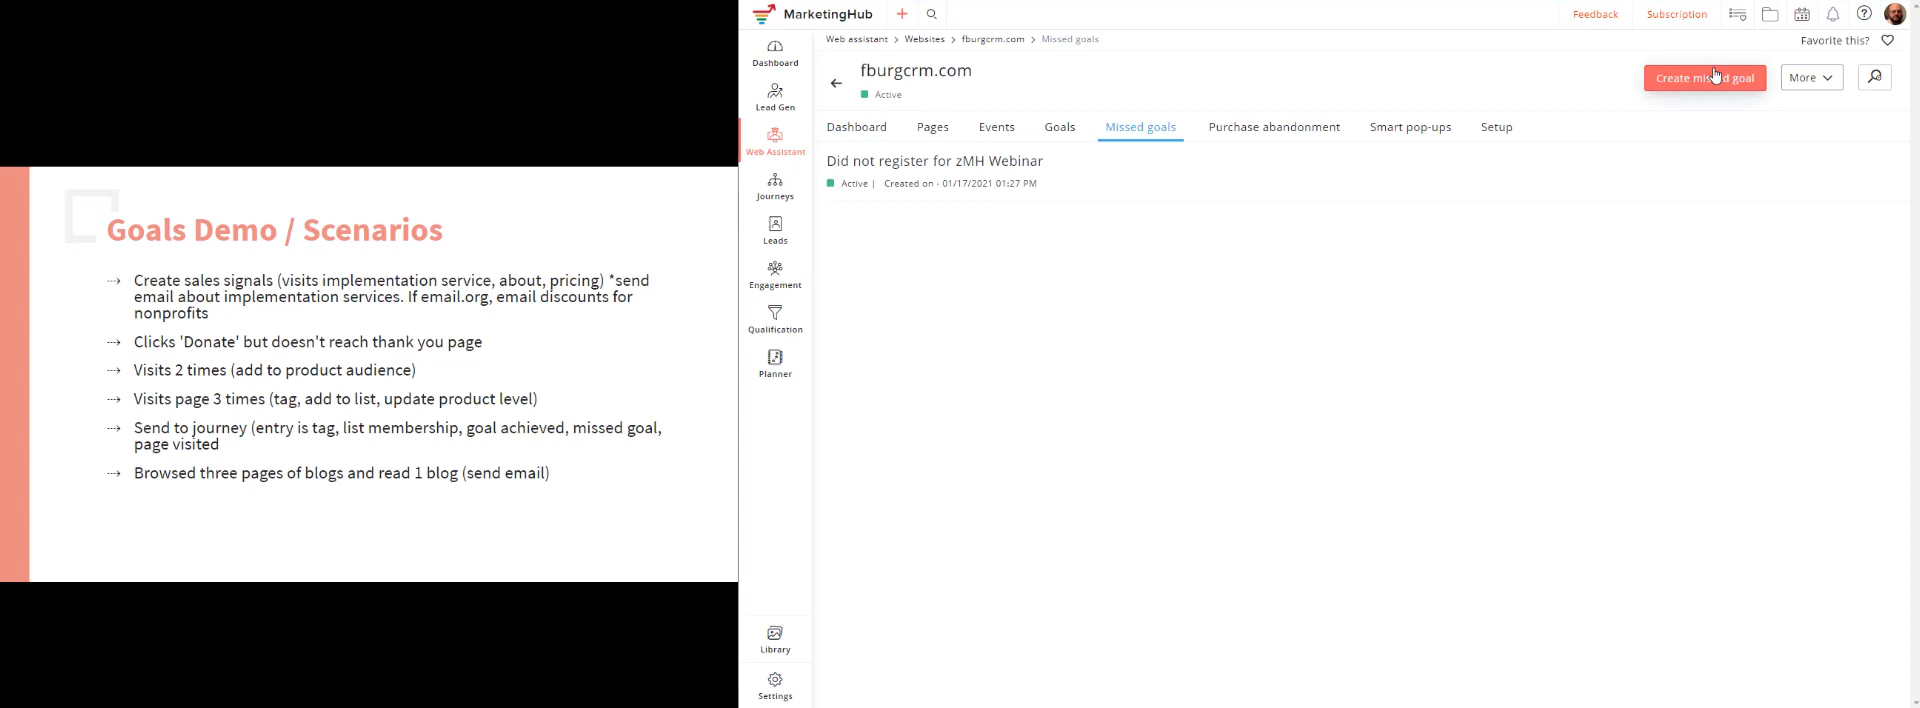 Goals Demo / Scenarios
Create sales signals (visits implementation service, about, pricing) *send
email about implementation services. If email.org, email discounts for
nonprofits
Clicks 'Donate' but doesn't reach thank you page
Visits 2 times (add to product audience)
Visits page 3 times (tag, add to list, update product level)
Send to journey (entry is tag, list membership, goal achieved, missed goal,
page visited
Browsed three pages of blogs and read 1 blog (send email)
MarketingHub
Feedback
Subscription
Dashboard
Lead Gen
Web Assistant
Journeys
Leads
Engagement
Qualification
Planner
Library
Settings
Web assistant > Websites > fburgcrm.com > Missed goals
Favorite this?
fburgcrm.com
Active
Create missed goal
More
Dashboard Pages Events Goals Missed goals Purchase abandonment Smart pop-ups Setup
Did not register for zMH Webinar
Active | Created on - 01/17/2021 01:27 PM